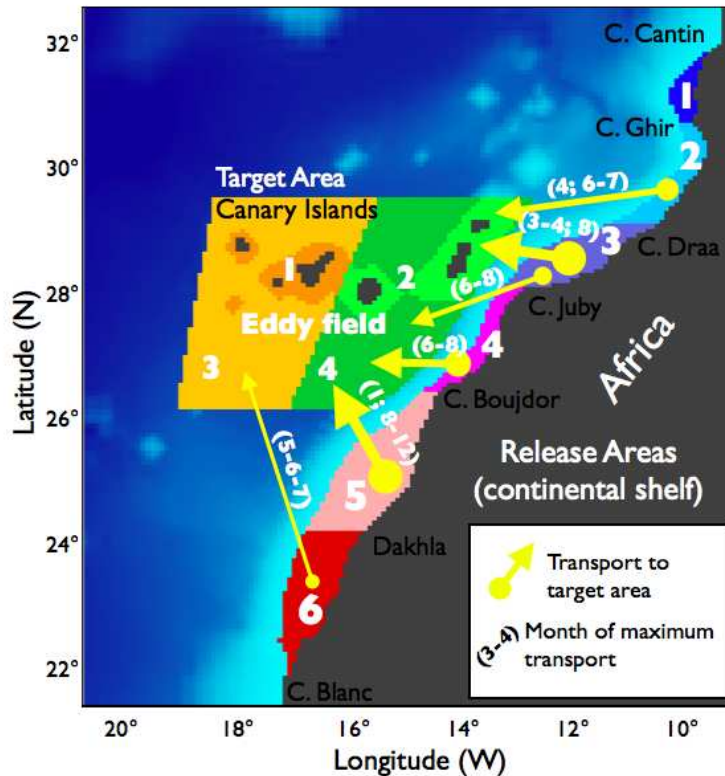 32°
30°
28°
26°
24°
22°
Latitude (N)
20°
18°
16°
14°
12°
10°
Longitude (W)
C. Cantin
1
C. Ghir
2
(4; 6-7)
Target Area
Canary Islands
(3-4; 8)
3
C. Draa
1
2
(6-8)
C. Juby
Eddy field
4
3
4
(6-8)
Africa
C. Boujdor
(1; 8-12)
Release Areas
(continental shelf)
(5-6-7)
5
Dakhla
6
C. Blanc
Transport to
target area
(3-4) Month of maximum
transport